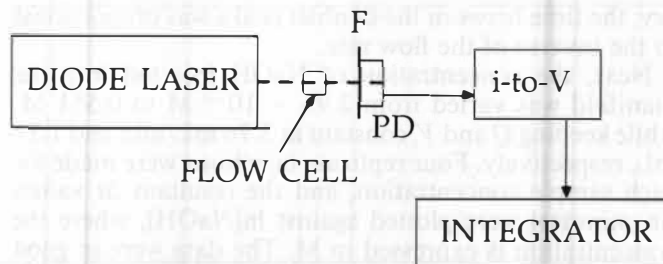 F
DIODE LASER
i-to-V
PD
FLOW CELL
INTEGRATOR